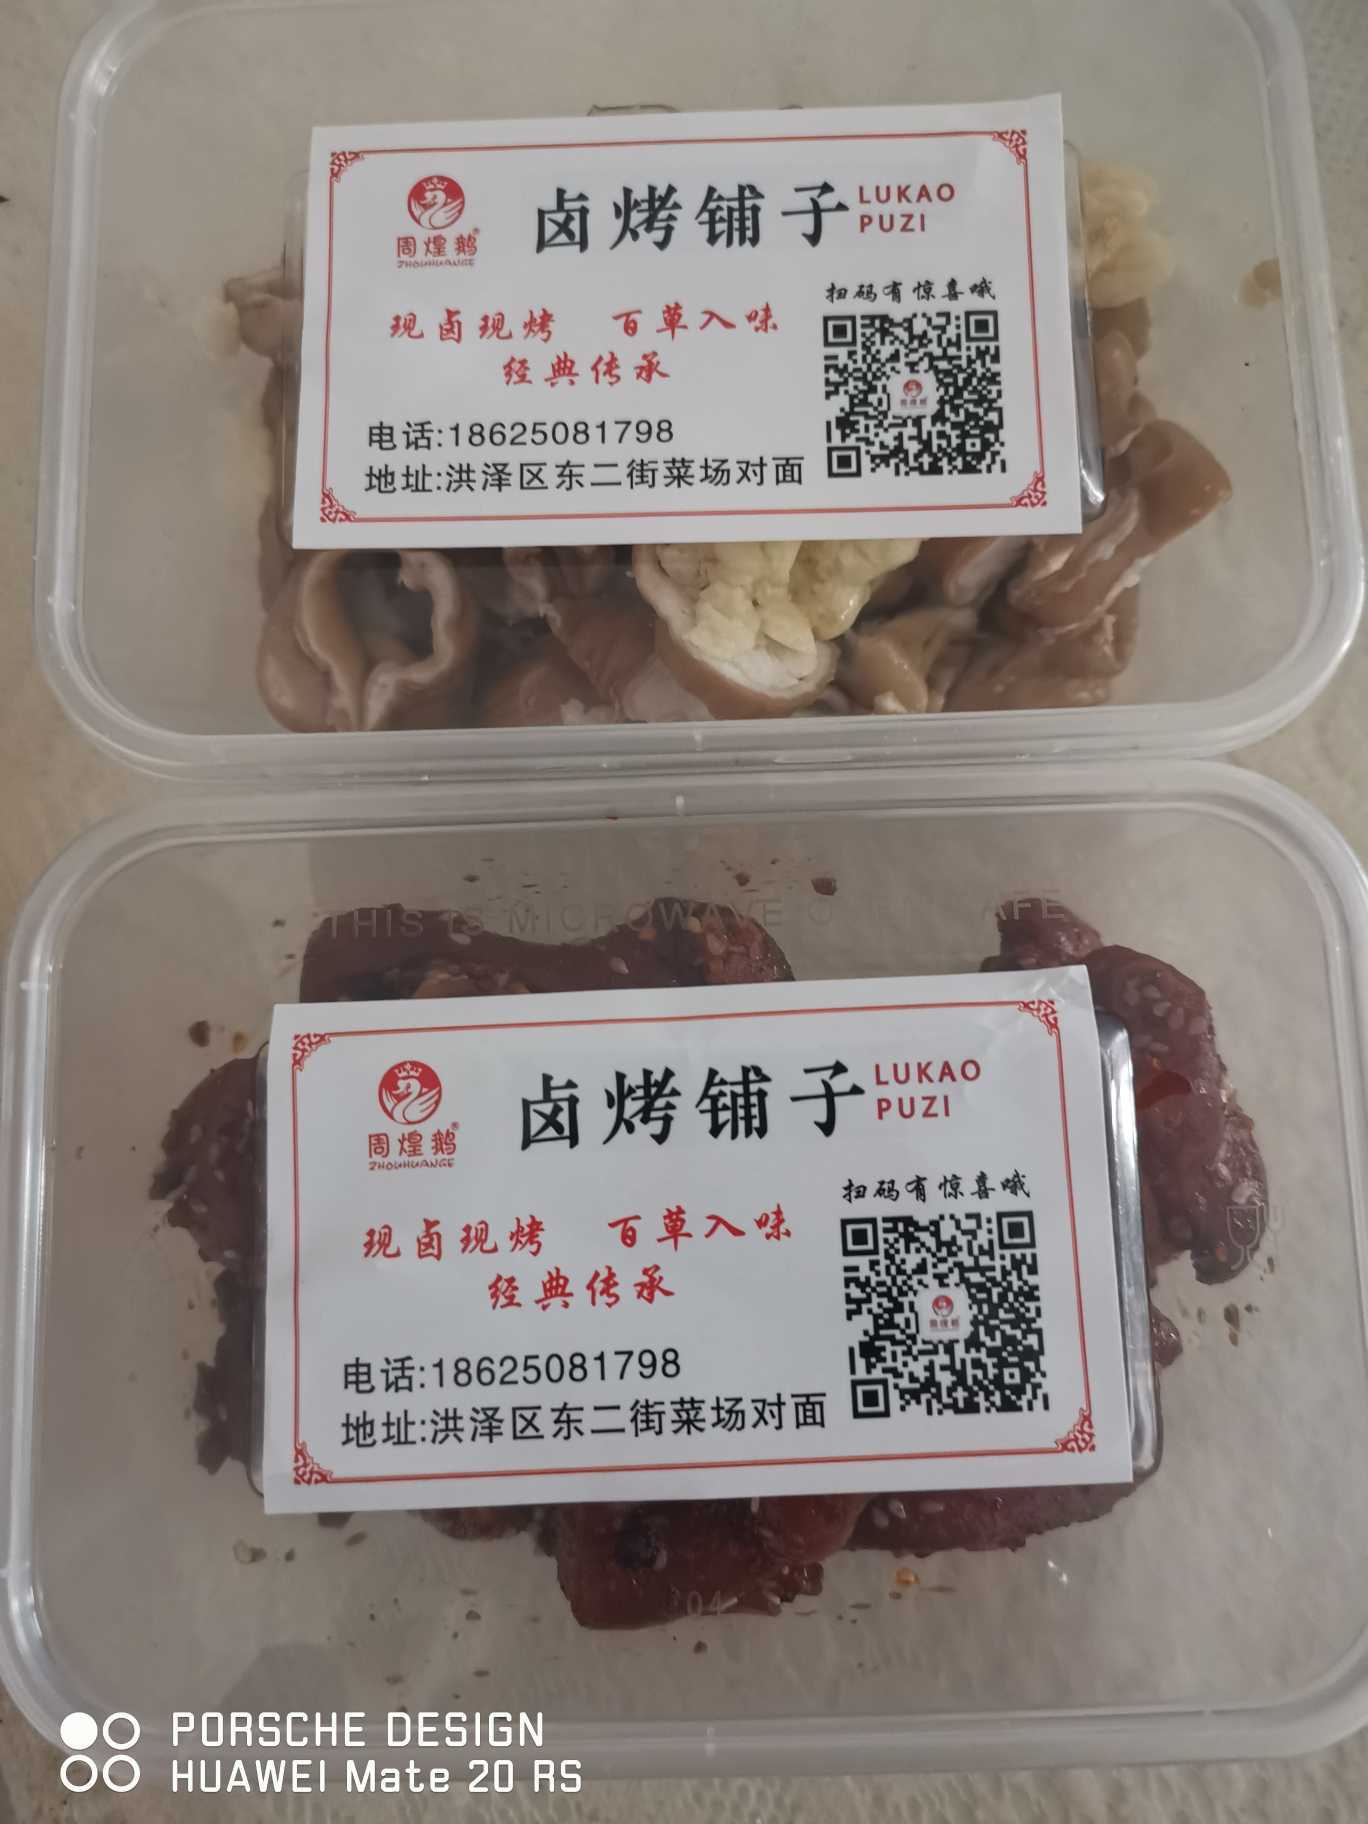 卤烤铺子 LUKAO
PUZI
周煌鹅®
ZHOUHUANGE
扫码有惊喜哦
现卤现烤 百草入味
经典传承
电话:18625081798
地址:洪泽区东二街菜场对面
THIS IS MICROWAVE
卤烤铺子 LUKAO
PUZI
周煌鹅®
ZHOUHUANGE
扫码有惊喜哦
现卤现烤 百草入味
经典传承
电话:18625081798
地址:洪泽区东二街菜场对面
04
PORSCHE DESIGN
HUAWEI Mate 20 RS